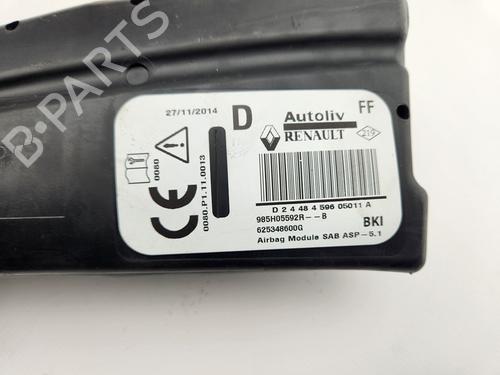 27/11/2014
D
Autoliv
RENAULT
FF
219
0080
CE
0080.P1.11.0013
D 2 4 48 4 596 05011 A
985H05592R--B
625348600G
BKI
Airbag Module SAB ASP-5.1
B-PARTS